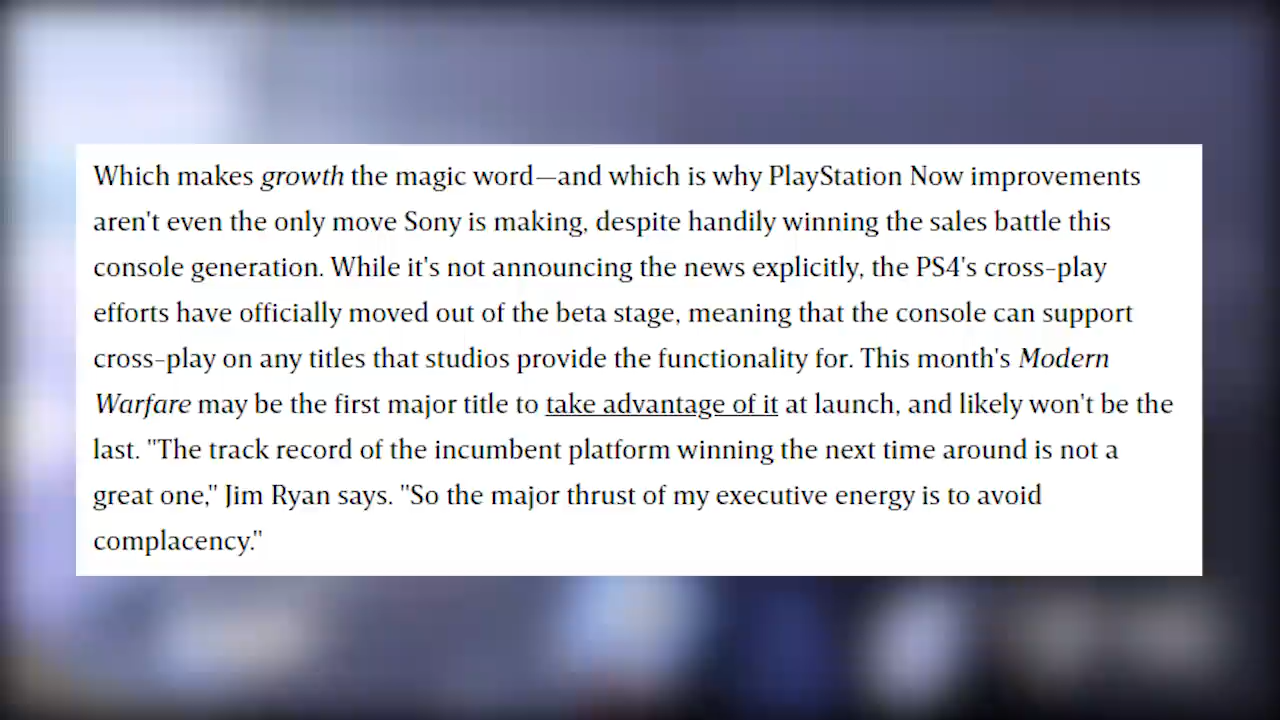 Which makes growth the magic word—and which is why PlayStation Now improvements
aren't even the only move Sony is making, despite handily winning the sales battle this
console generation. While it's not announcing the news explicitly, the PS4's cross-play
efforts have officially moved out of the beta stage, meaning that the console can support
cross-play on any titles that studios provide the functionality for. This month's Modern
Warfare may be the first major title to take advantage of it at launch, and likely won't be the
last. "The track record of the incumbent platform winning the next time around is not a
great one," Jim Ryan says. "So the major thrust of my executive energy is to avoid
complacency."